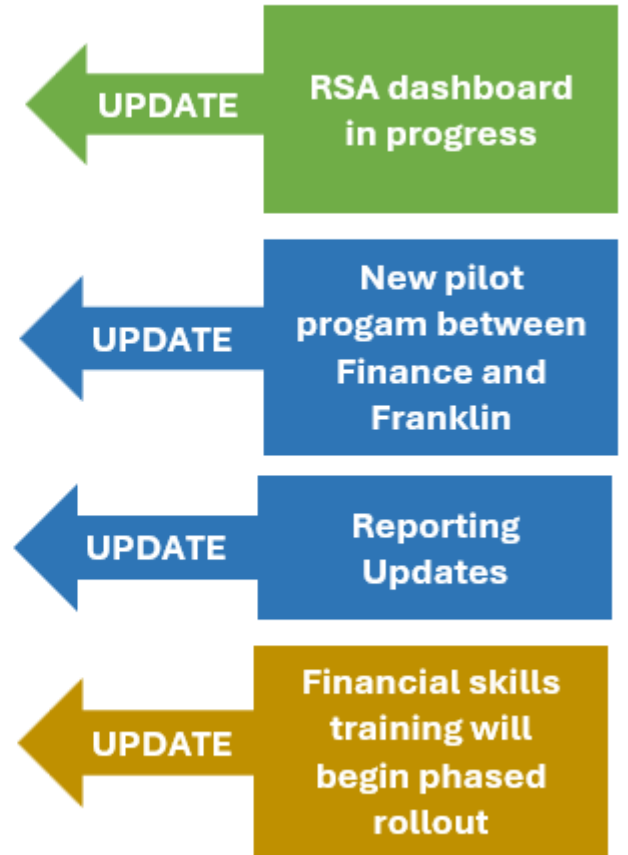 UPDATE
RSA dashboard
in progress
UPDATE
New pilot
progam between
Finance and
Franklin
UPDATE
Reporting
Updates
UPDATE
Financial skills
training will
begin phased
rollout